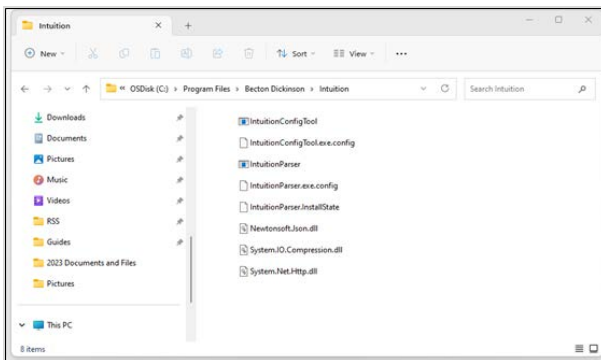 Intuition
New
Sort
View
OSDisk (C:) › Program Files › Becton Dickinson › Intuition
Search Intuition
Downloads
Documents
Pictures
Music
Videos
RSS
Guides
2023 Documents and Files
Pictures
This PC
IntuitionConfigTool
IntuitionConfigTool.exe.config
IntuitionParser
IntuitionParser.exe.config
IntuitionParser.InstallState
Newtonsoft.Json.dll
System.IO.Compression.dll
System.Net.Http.dll
8 items